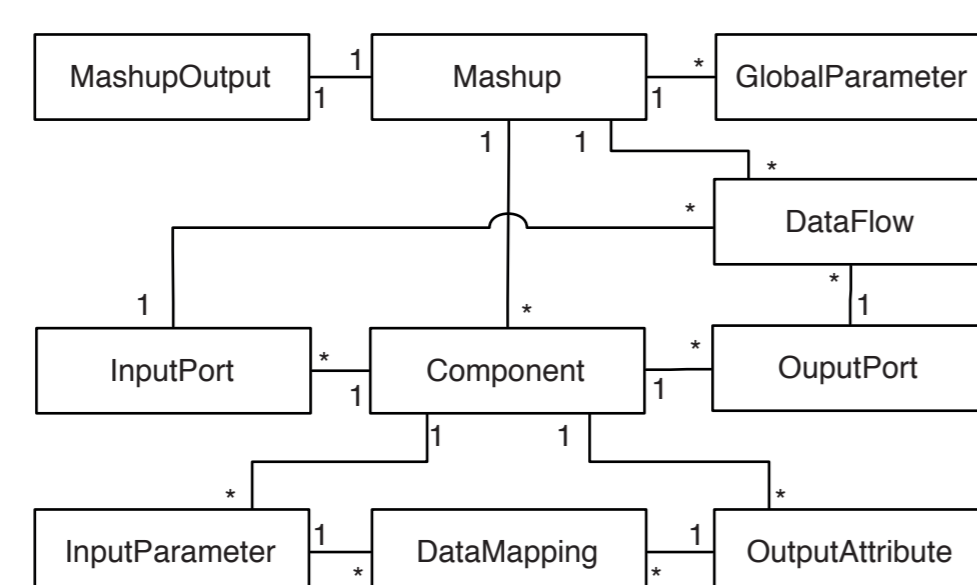 MashupOutput 1 1 Mashup 1 * GlobalParameter
1 1 *
* DataFlow
* 1
1 *
InputPort * 1 Component 1 * OuputPort
1 1
* *
InputParameter 1 * DataMapping * 1 OutputAttribute